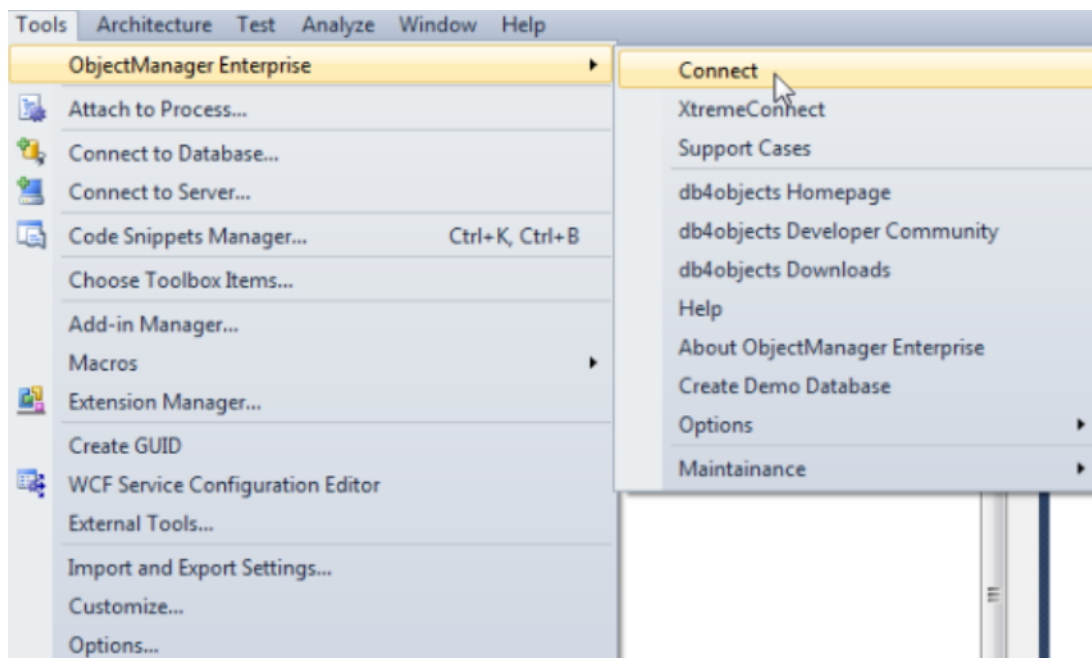 Tools Architecture Test Analyze Window Help
ObjectManager Enterprise
Attach to Process...
Connect to Database...
Connect to Server...
Code Snippets Manager... Ctrl+K, Ctrl+B
Choose Toolbox Items...
Add-in Manager...
Macros
Extension Manager...
Create GUID
WCF Service Configuration Editor
External Tools...
Import and Export Settings...
Customize...
Options...
Connect
XtremeConnect
Support Cases
db4objects Homepage
db4objects Developer Community
db4objects Downloads
Help
About ObjectManager Enterprise
Create Demo Database
Options
Maintainance